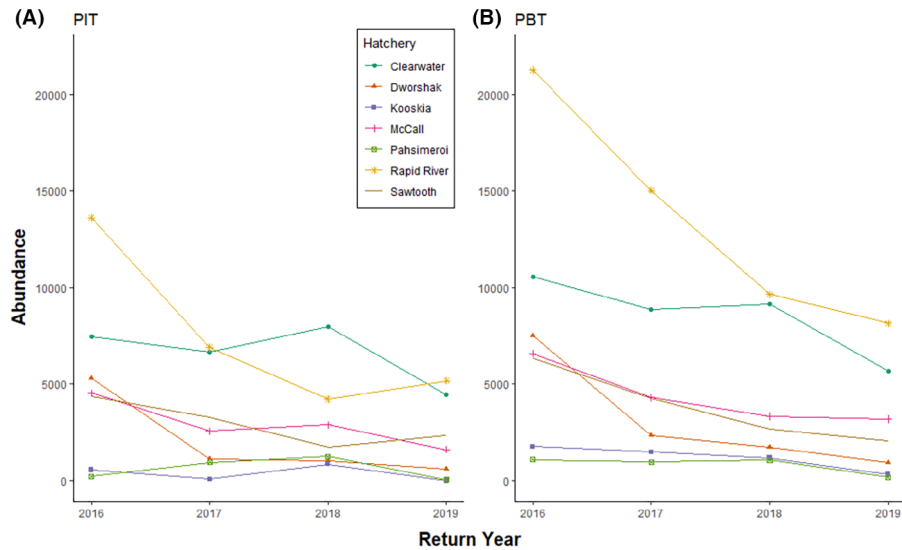 (A) PIT
Hatchery
Clearwater
Dworshak
Kooskia
McCall
Pahsimeroi
Rapid River
Sawtooth
20000
15000
10000
5000
0
2016 2017 2018 2019
(B) PBT
20000
15000
10000
5000
0
2016 2017 2018 2019
Abundance
Return Year